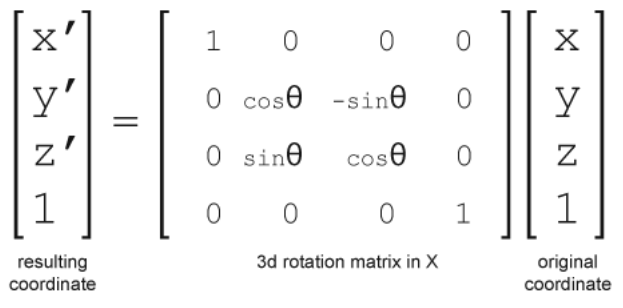 x′ 1 0 0 0 x
y′ 0 cosθ -sinθ 0 y
=
z′ 0 sinθ cosθ 0 z
1 0 0 0 1 1
resulting coordinate
3d rotation matrix in X
original coordinate